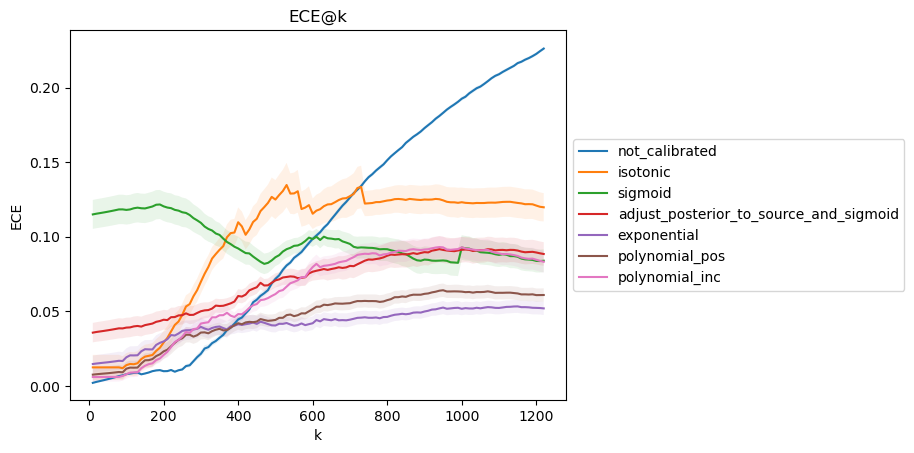 ECE@k
ECE
0.20
0.15
0.10
0.05
0.00
0
200
400
600
800
1000
1200
k
not_calibrated
isotonic
sigmoid
adjust_posterior_to_source_and_sigmoid
exponential
polynomial_pos
polynomial_inc